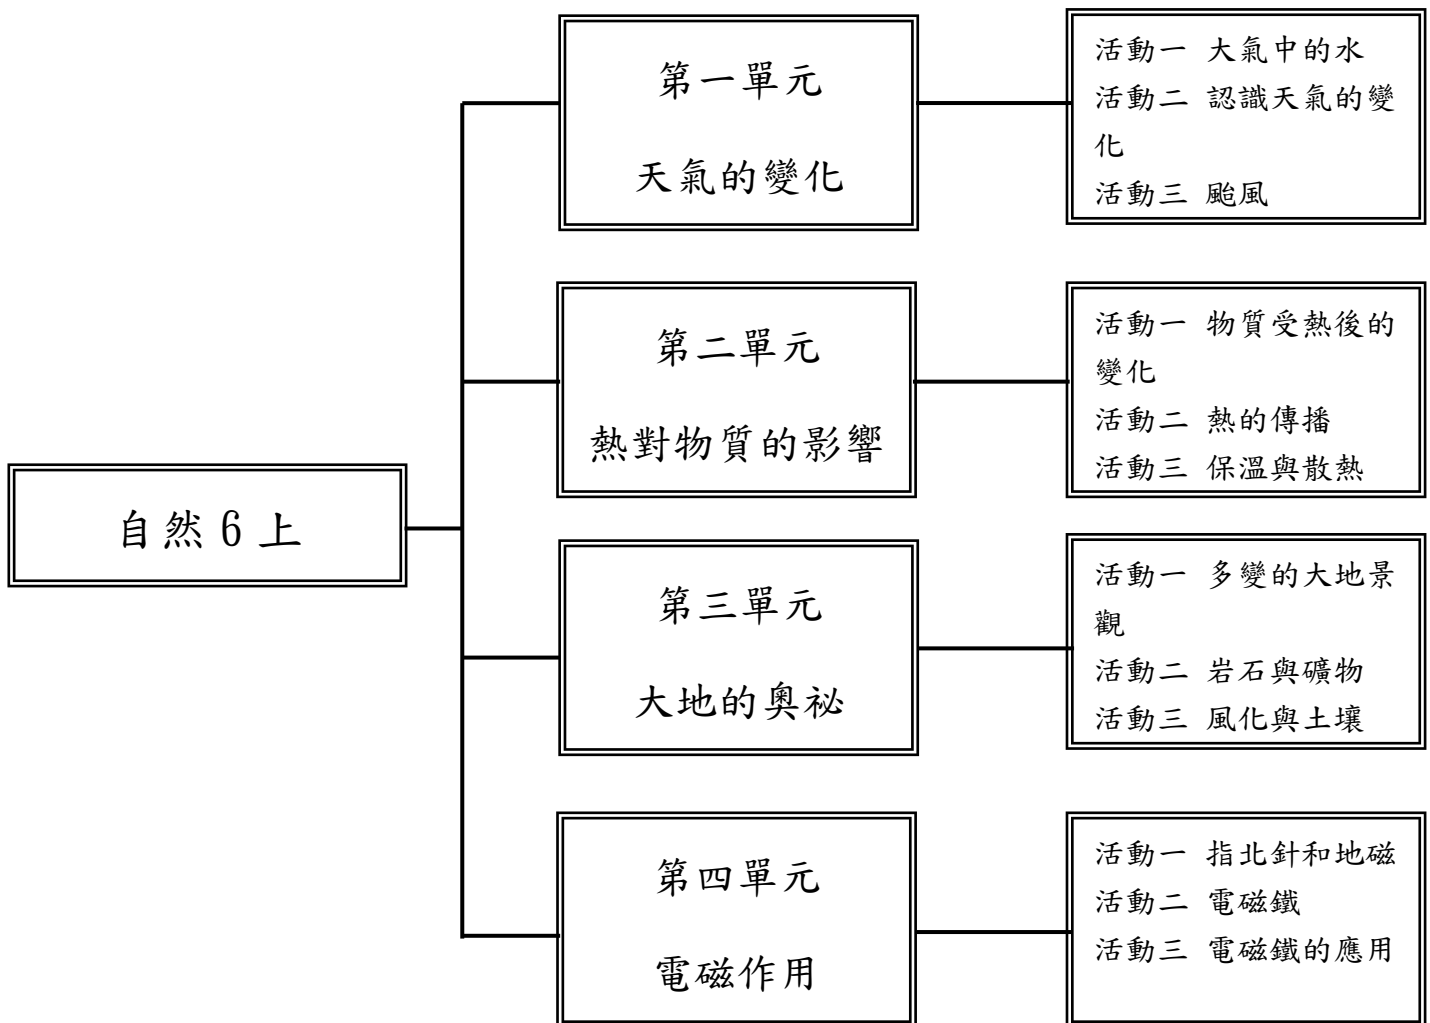 自然 6 上
第一單元
天氣的變化
活動一 大氣中的水
活動二 認識天氣的變
化
活動三 颱風
第二單元
熱對物質的影響
活動一 物質受熱後的
變化
活動二 熱的傳播
活動三 保溫與散熱
第三單元
大地的奧祕
活動一 多變的大地景
觀
活動二 岩石與礦物
活動三 風化與土壤
第四單元
電磁作用
活動一 指北針和地磁
活動二 電磁鐵
活動三 電磁鐵的應用